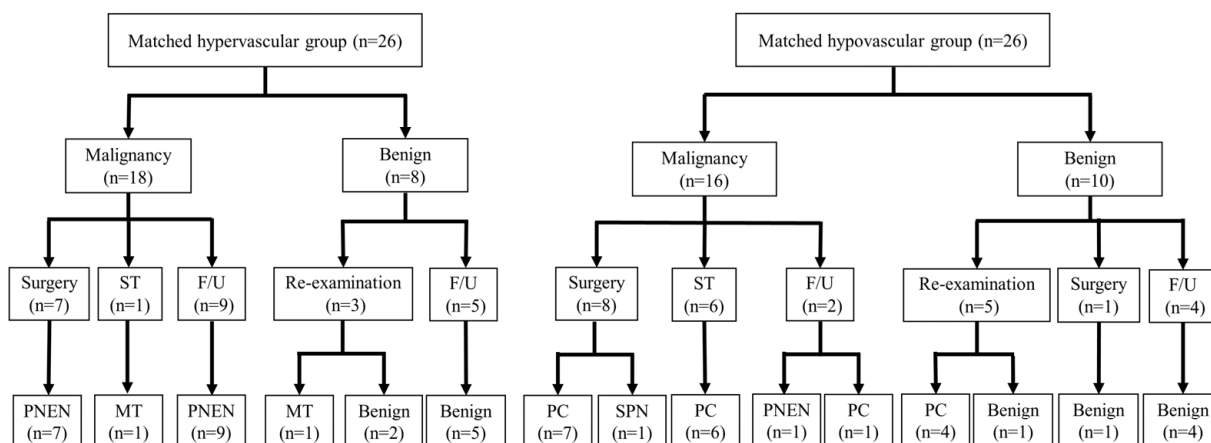 Matched hypervascular group (n=26)
Matched hypovascular group (n=26)
Malignancy
(n=18)
Benign
(n=8)
Malignancy
(n=16)
Benign
(n=10)
Surgery
(n=7)
ST
(n=1)
F/U
(n=9)
Re-examination
(n=3)
F/U
(n=5)
Surgery
(n=8)
ST
(n=6)
F/U
(n=2)
Re-examination
(n=5)
Surgery
(n=1)
F/U
(n=4)
PNEN
(n=7)
MT
(n=1)
PNEN
(n=9)
MT
(n=1)
Benign
(n=2)
Benign
(n=5)
PC
(n=7)
SPN
(n=1)
PC
(n=6)
PNEN
(n=1)
PC
(n=1)
PC
(n=4)
Benign
(n=1)
Benign
(n=1)
Benign
(n=4)